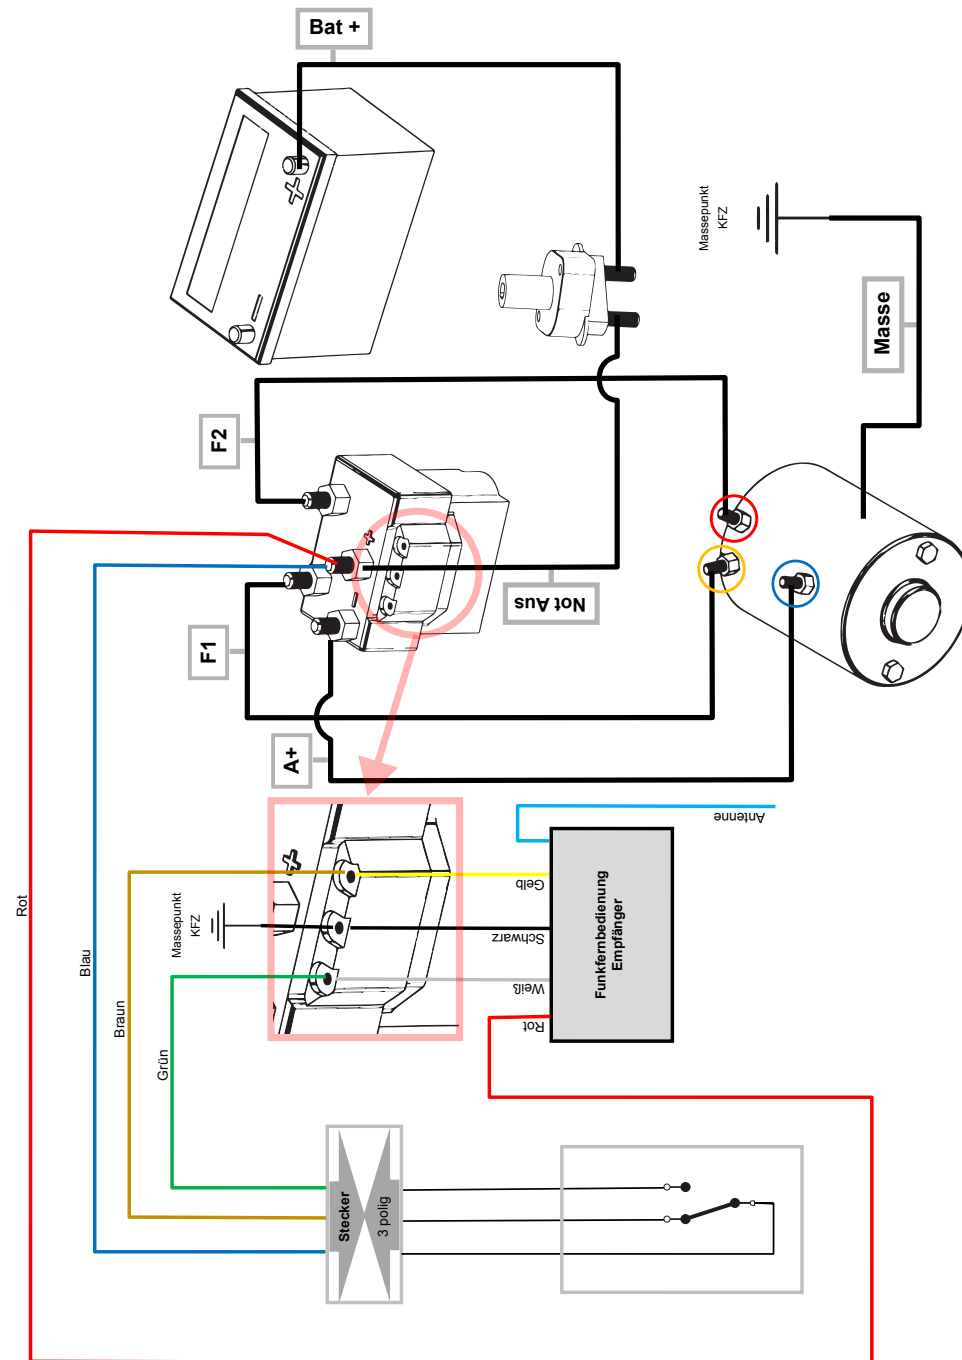 Bat +
Massepunkt
KFZ
Masse
F2
Not Aus
F1
A+
Antenne
Gelb
Schwarz
Weiß
Rot
Funkfernbedienung
Empfänger
Massepunkt
KFZ
Rot
Blau
Braun
Grün
Stecker
3 polig